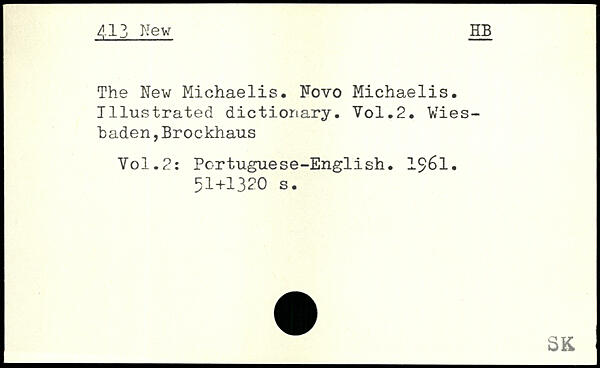 413 New HB
The New Michaelis. Novo Michaelis.
Illustrated dictionary. Vol.2. Wies-
baden,Brockhaus
Vol.2: Portuguese-English. 1961.
51+1320 s.
SK